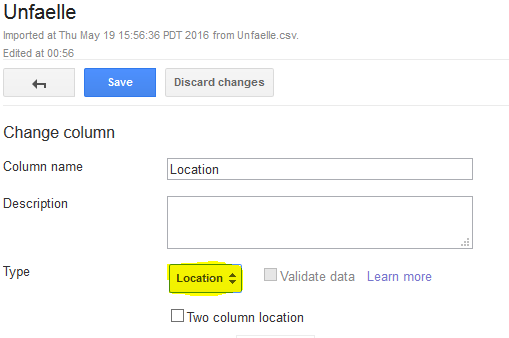 Unfaelle
Imported at Thu May 19 15:56:36 PDT 2016 from Unfaelle.csv.
Edited at 00:56
Save Discard changes
Change column
Column name Location
Description
Type Location Validate data Learn more
Two column location